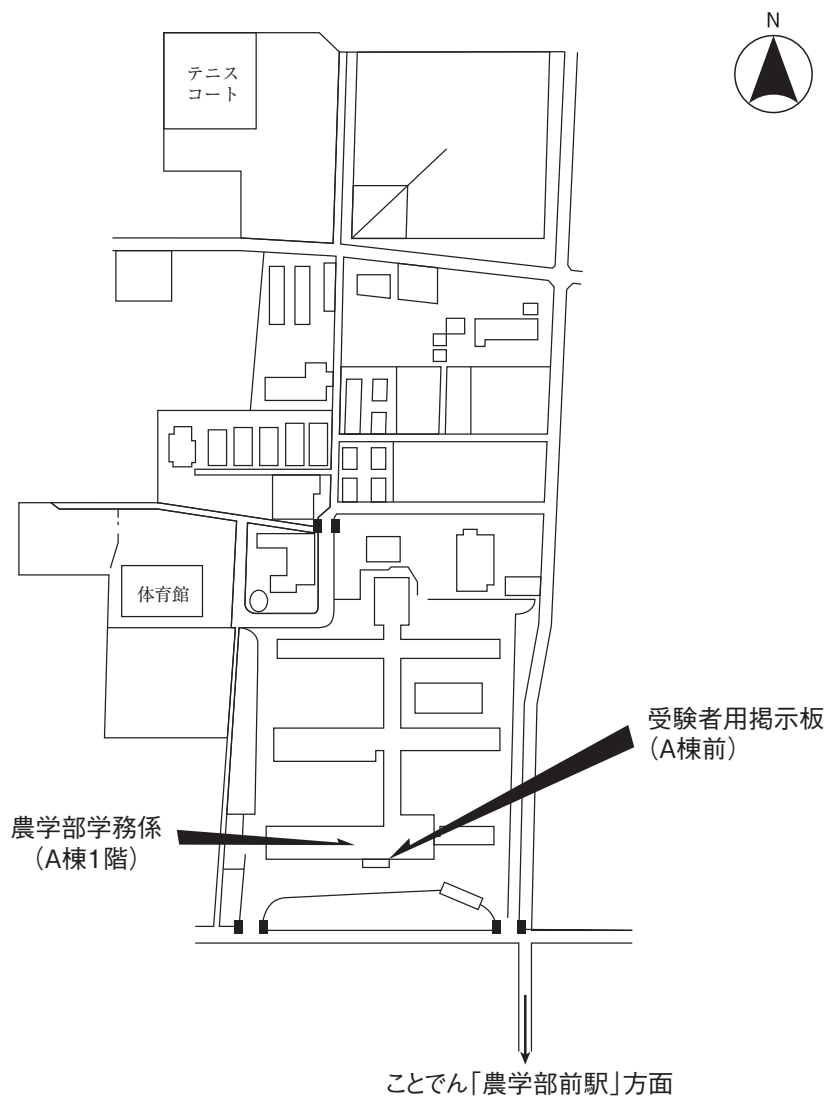 N
テニス
コート
体育館
受験者用掲示板
(A棟前)
農学部学務係
(A棟1階)
ことでん「農学部前駅」方面